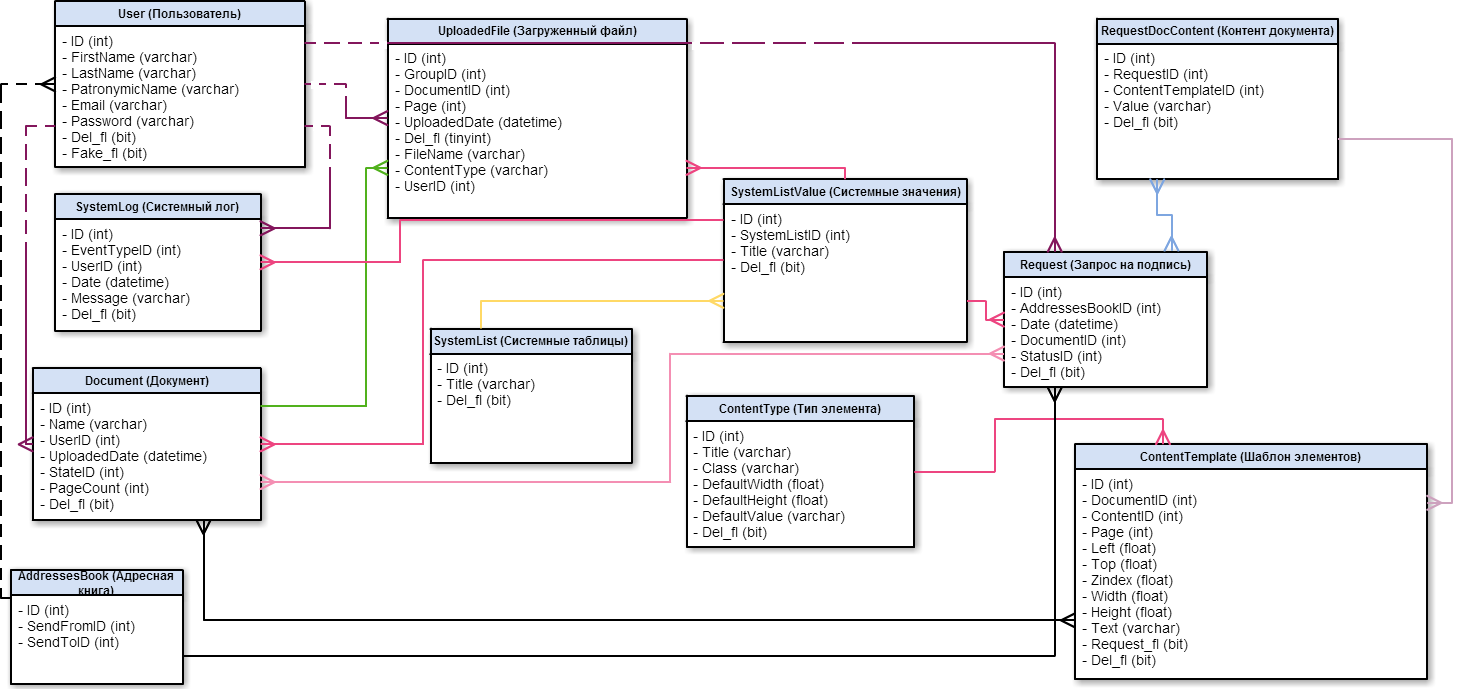 User (Пользователь)
- ID (int)
- FirstName (varchar)
- LastName (varchar)
- PatronymicName (varchar)
- Email (varchar)
- Password (varchar)
- Del_fl (bit)
- Fake_fl (bit)
UploadedFile (Загруженный файл)
- ID (int)
- GroupID (int)
- DocumentID (int)
- Page (int)
- UploadedDate (datetime)
- Del_fl (tinyint)
- FileName (varchar)
- ContentType (varchar)
- UserID (int)
RequestDocContent (Контент документа)
- ID (int)
- RequestID (int)
- ContentTemplateID (int)
- Value (varchar)
- Del_fl (bit)
SystemLog (Системный лог)
- ID (int)
- EventTypeID (int)
- UserID (int)
- Date (datetime)
- Message (varchar)
- Del_fl (bit)
SystemListValue (Системные значения)
- ID (int)
- SystemListID (int)
- Title (varchar)
- Del_fl (bit)
Request (Запрос на подпись)
- ID (int)
- AddressesBookID (int)
- Date (datetime)
- DocumentID (int)
- StatusID (int)
- Del_fl (bit)
SystemList (Системные таблицы)
- ID (int)
- Title (varchar)
- Del_fl (bit)
Document (Документ)
- ID (int)
- Name (varchar)
- UserID (int)
- UploadedDate (datetime)
- StateID (int)
- PageCount (int)
- Del_fl (bit)
ContentType (Тип элемента)
- ID (int)
- Title (varchar)
- Class (varchar)
- DefaultWidth (float)
- DefaultHeight (float)
- DefaultValue (varchar)
- Del_fl (bit)
ContentTemplate (Шаблон элементов)
- ID (int)
- DocumentID (int)
- ContentID (int)
- Page (int)
- Left (float)
- Top (float)
- Zindex (float)
- Width (float)
- Height (float)
- Text (varchar)
- Request_fl (bit)
- Del_fl (bit)
AddressesBook (Адресная
книга)
- ID (int)
- SendFromID (int)
- SendToID (int)